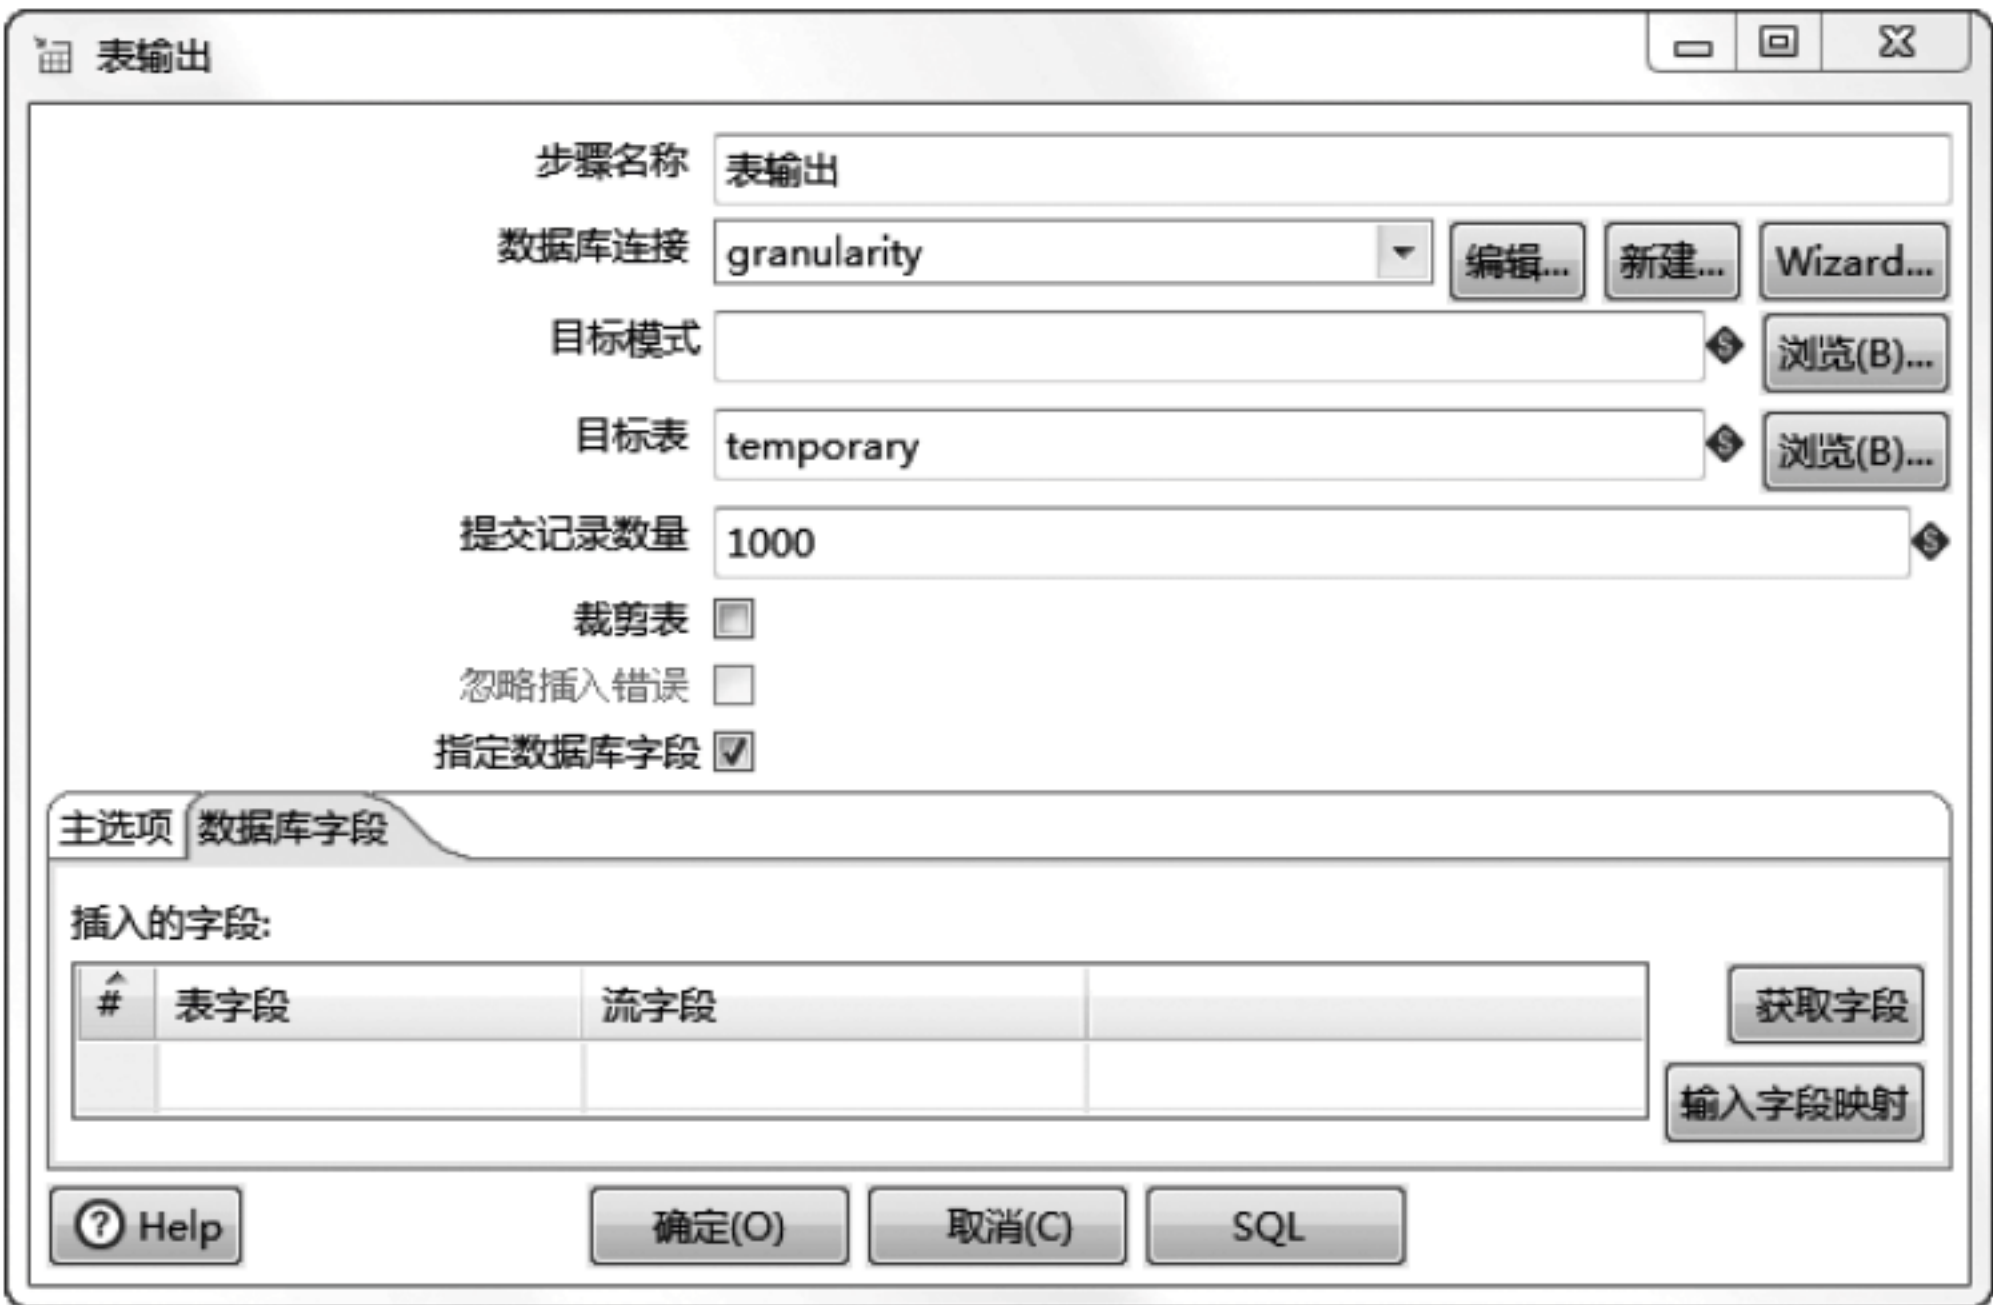 表输出
步骤名称 表输出
数据库连接 granularity 编辑... 新建... Wizard...
目标模式 浏览(B)...
目标表 temporary 浏览(B)...
提交记录数量 1000
裁剪表
忽略插入错误
指定数据库字段
主选项 数据库字段
插入的字段:
# 表字段 流字段
获取字段
输入字段映射
Help 确定(O) 取消(C) SQL